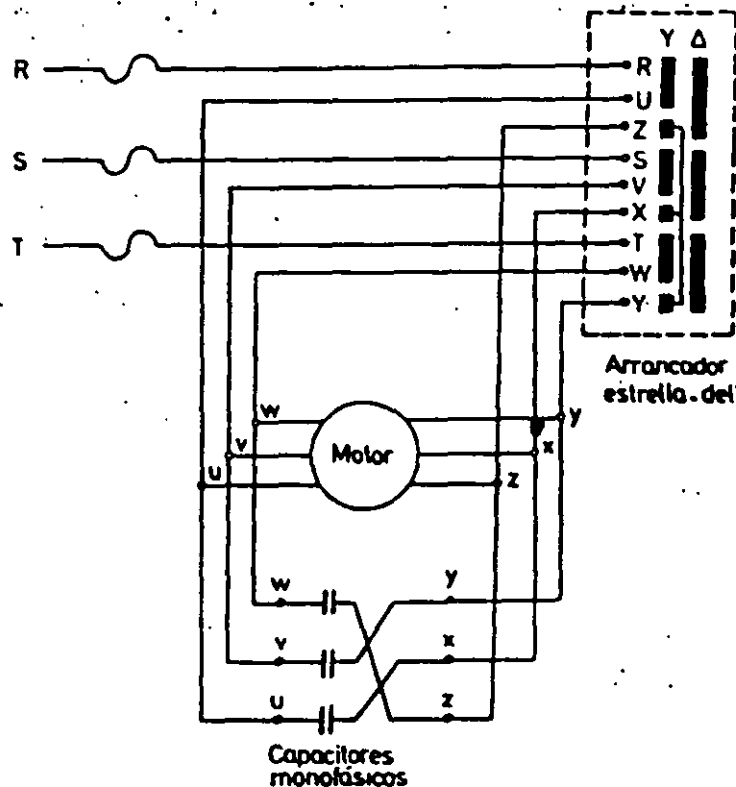 Y Δ
R
R
U
Z
S
S
V
X
T
T
W
Y
Arrancador
estrella-del
w
y
v
Motor
x
u
z
w
y
v
x
u
z
Capacitores
monofásicos